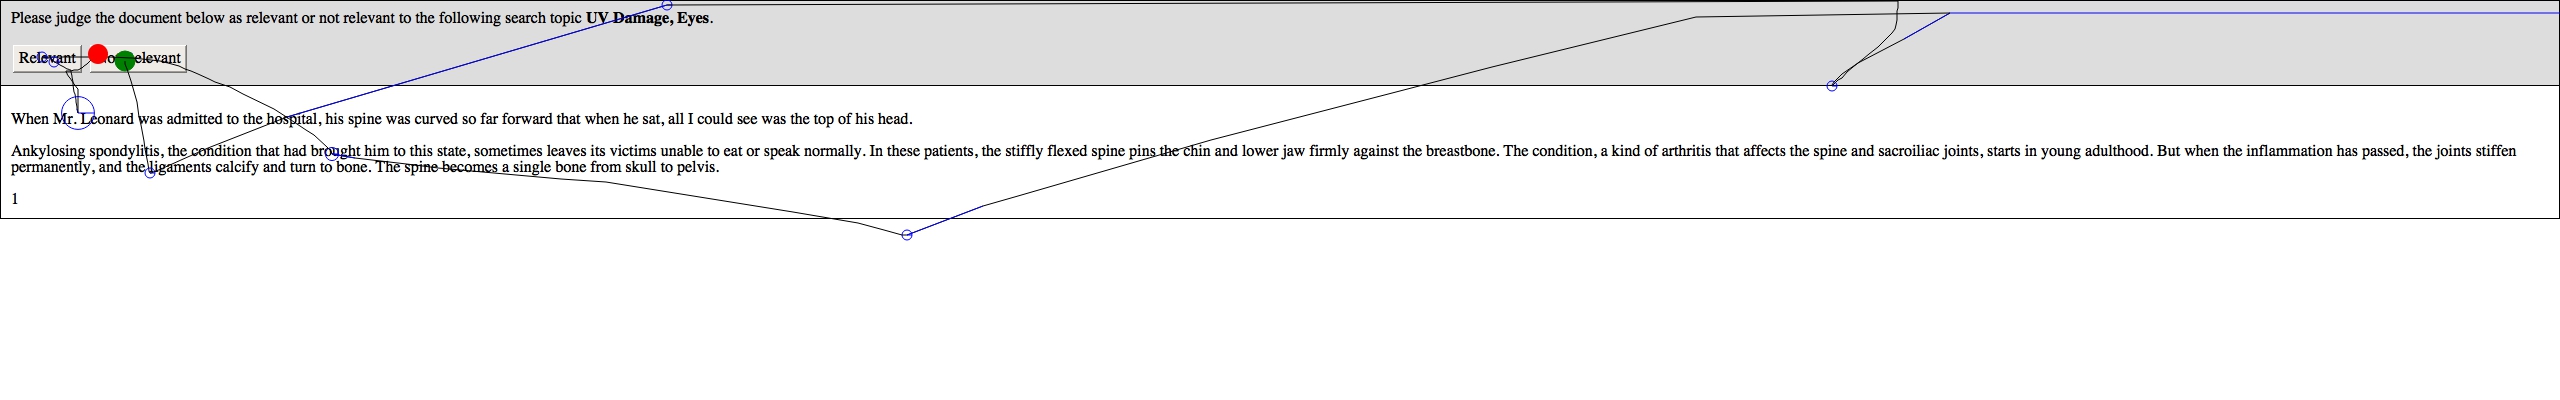 Please judge the document below as relevant or not relevant to the following search topic UV Damage, Eyes.
Relevant elevant
When Mr. Leonard was admitted to the hospital, his spine was curved so far forward that when he sat, all I could see was the top of his head.
Ankylosing spondylitis, the condition that had brought him to this state, sometimes leaves its victims unable to eat or speak normally. In these patients, the stiffly flexed spine pins the chin and lower jaw firmly against the breastbone. The condition, a kind of arthritis that affects the spine and sacroiliac joints, starts in young adulthood. But when the inflammation has passed, the joints stiffen
permanently, and the ligaments calcify and turn to bone. The spine becomes a single bone from skull to pelvis.
1